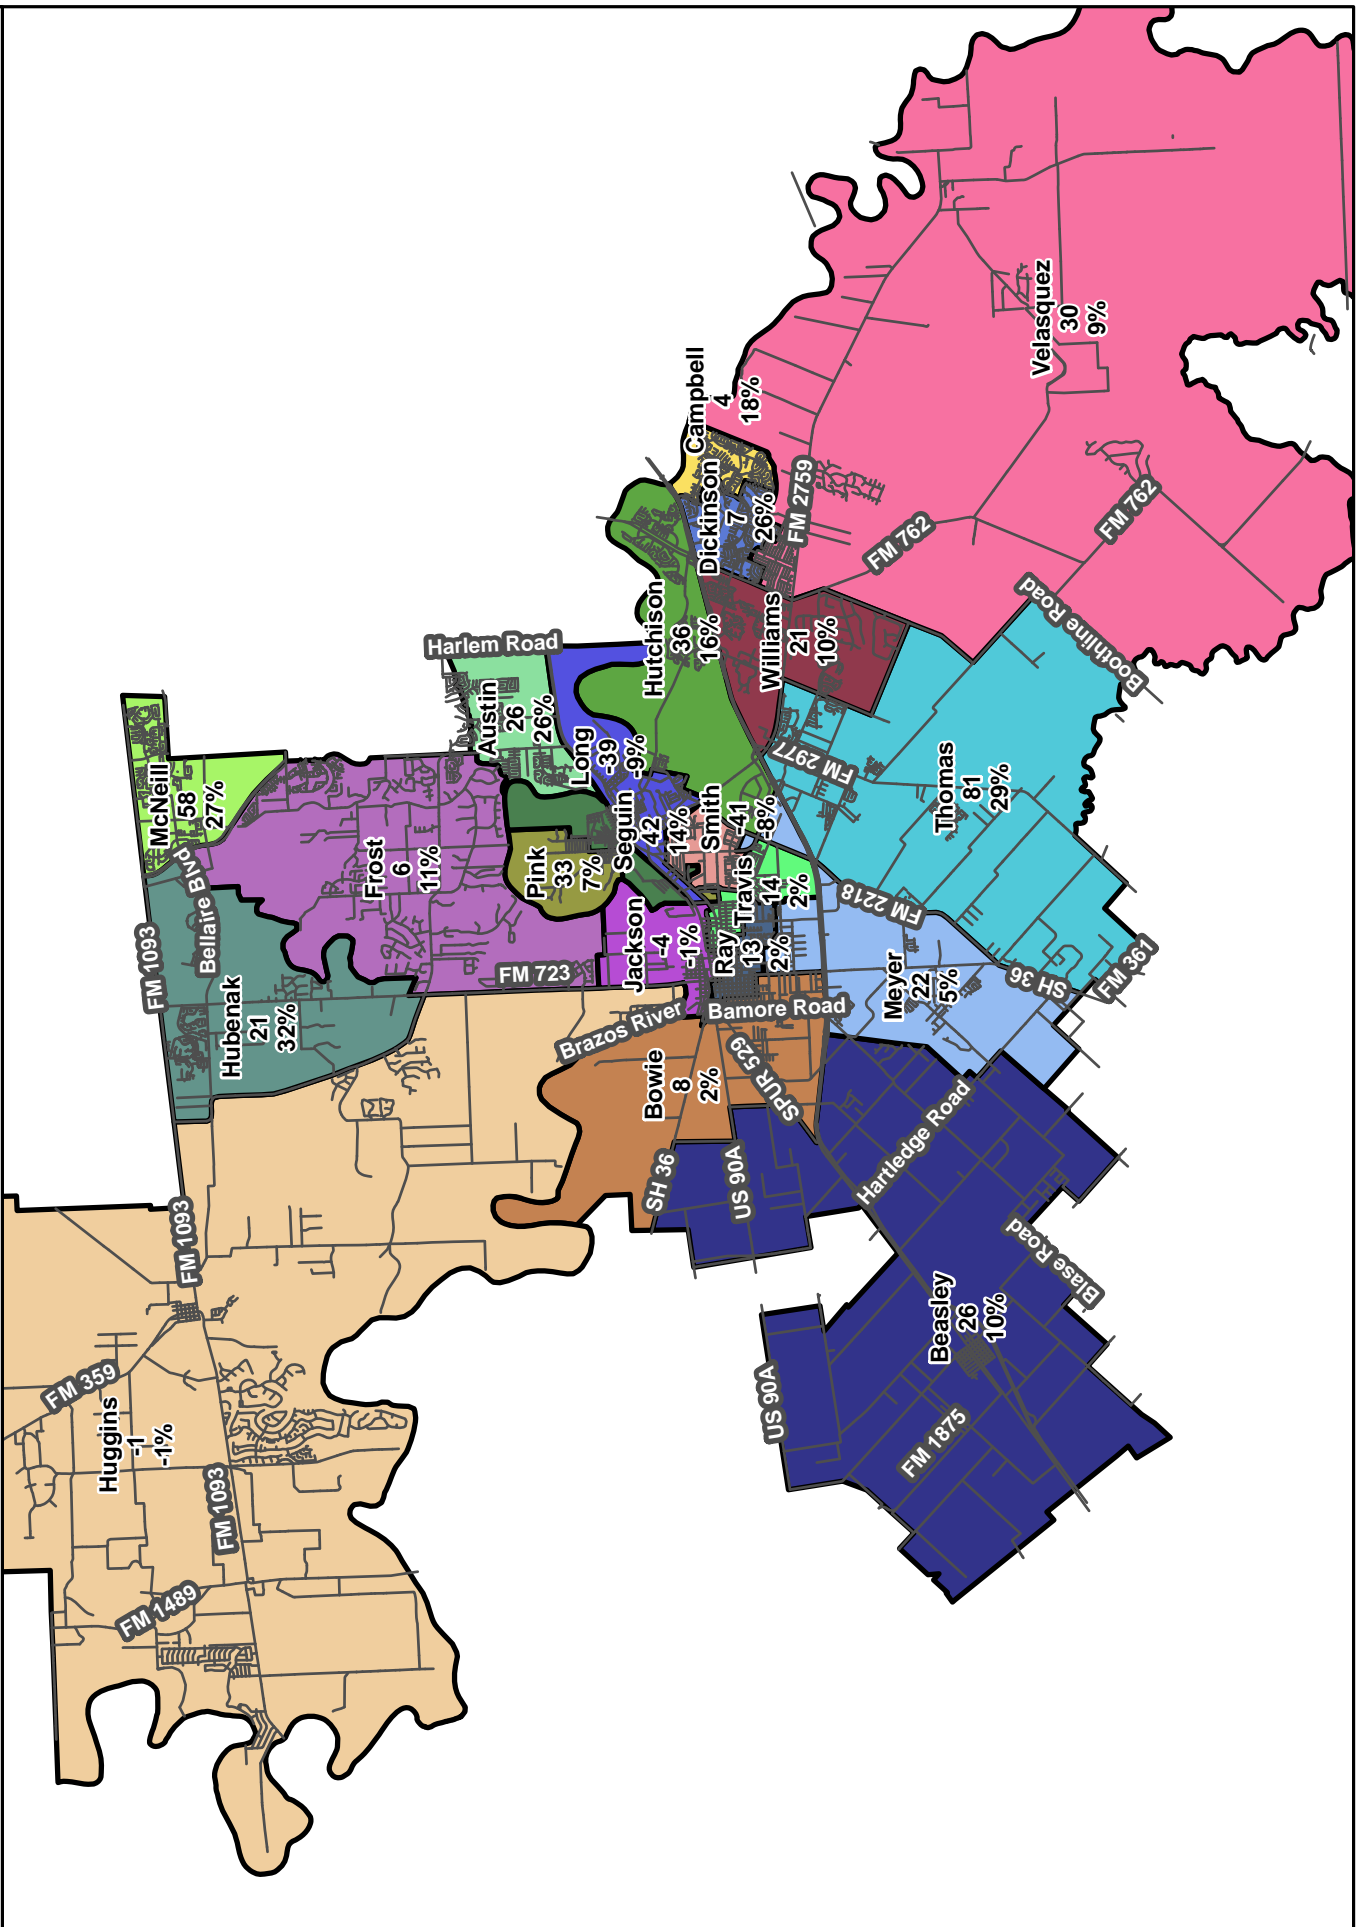 Harlem Road
McNeill
58
27%
Austin
26
26%
Frost
6
11%
FM 1093
Bellaire Blvd
Hubenak
21
32%
FM 723
Pink
33
7%
Long
-39
-9%
Seguin
42
14%
Hutchison
36
16%
Campbell
4
18%
Dickinson
7
26%
FM 2759
Williams
21
10%
Velasquez
30
9%
FM 762
FM 762
Boothline Road
FM 2977
Thomas
81
29%
Smith
-41
-8%
Travis
14
2%
Ray
13
2%
Jackson
-4
-1%
Brazos River
Bamore Road
Bowie
8
2%
SPUR 529
FM 2218
Meyer
22
5%
SH 36
FM 361
SH 36
US 90A
Hartledge Road
Blase Road
Beasley
26
10%
US 90A
FM 1875
FM 1093
FM 359
Huggins
-1
-1%
FM 1093
FM 1489